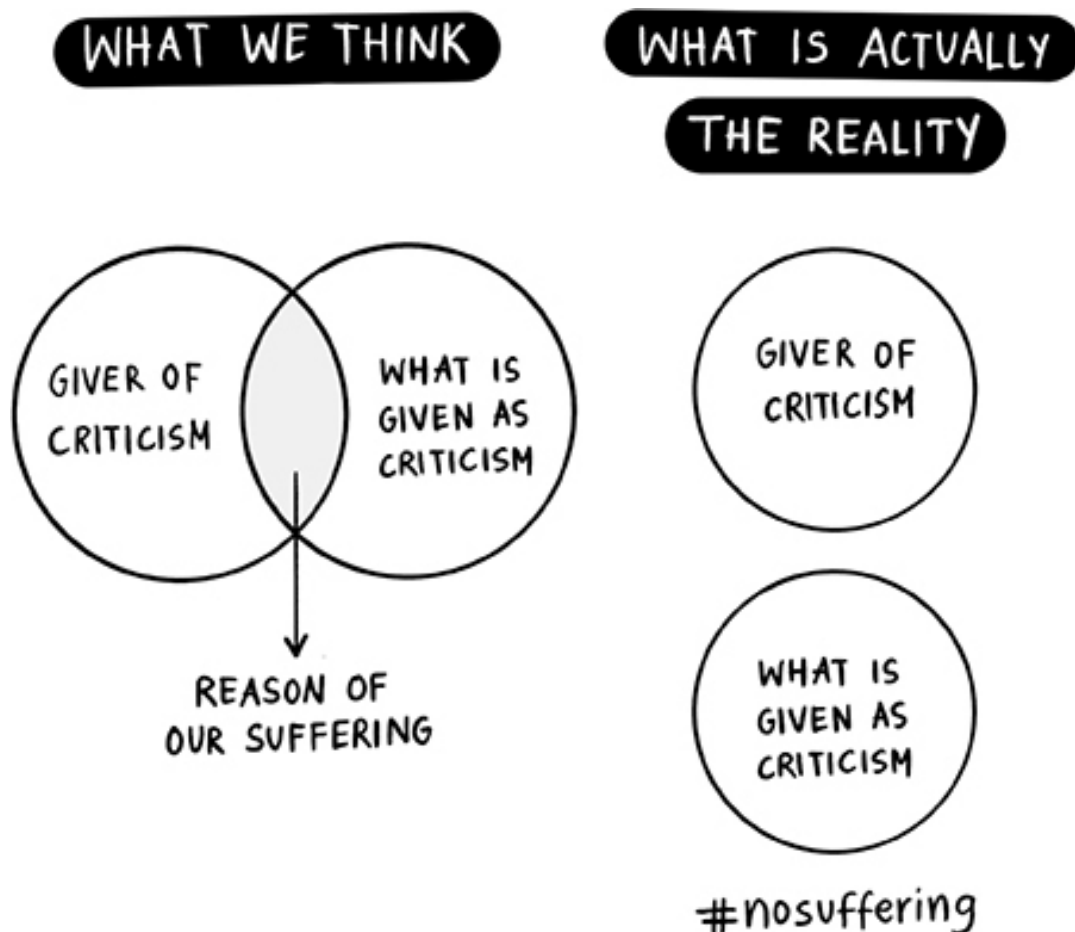 WHAT WE THINK
GIVER OF
CRITICISM
WHAT IS
GIVEN AS
CRITICISM
REASON OF
OUR SUFFERING
WHAT IS ACTUALLY
THE REALITY
GIVER OF
CRITICISM
WHAT IS
GIVEN AS
CRITICISM
#nosuffering